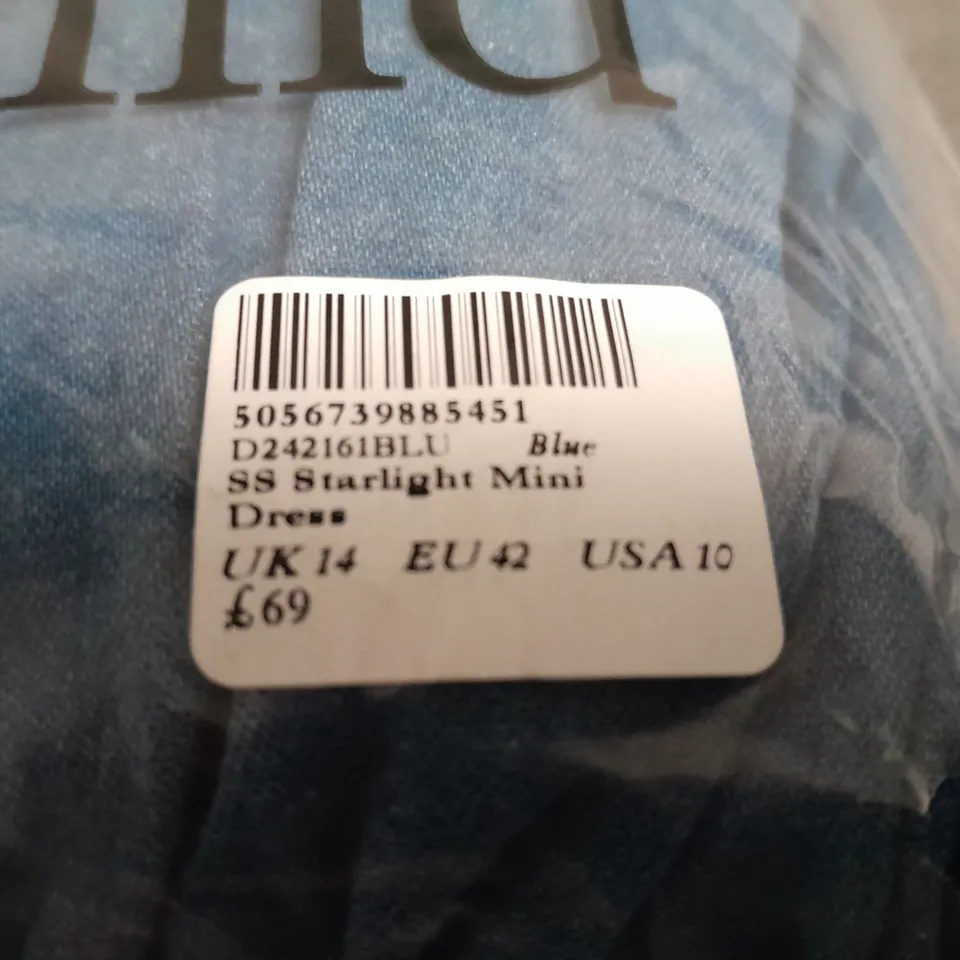 5056739885451
D242161BLU Blue
SS Starlight Mini
Dress
UK 14 EU 42 USA 10
£69